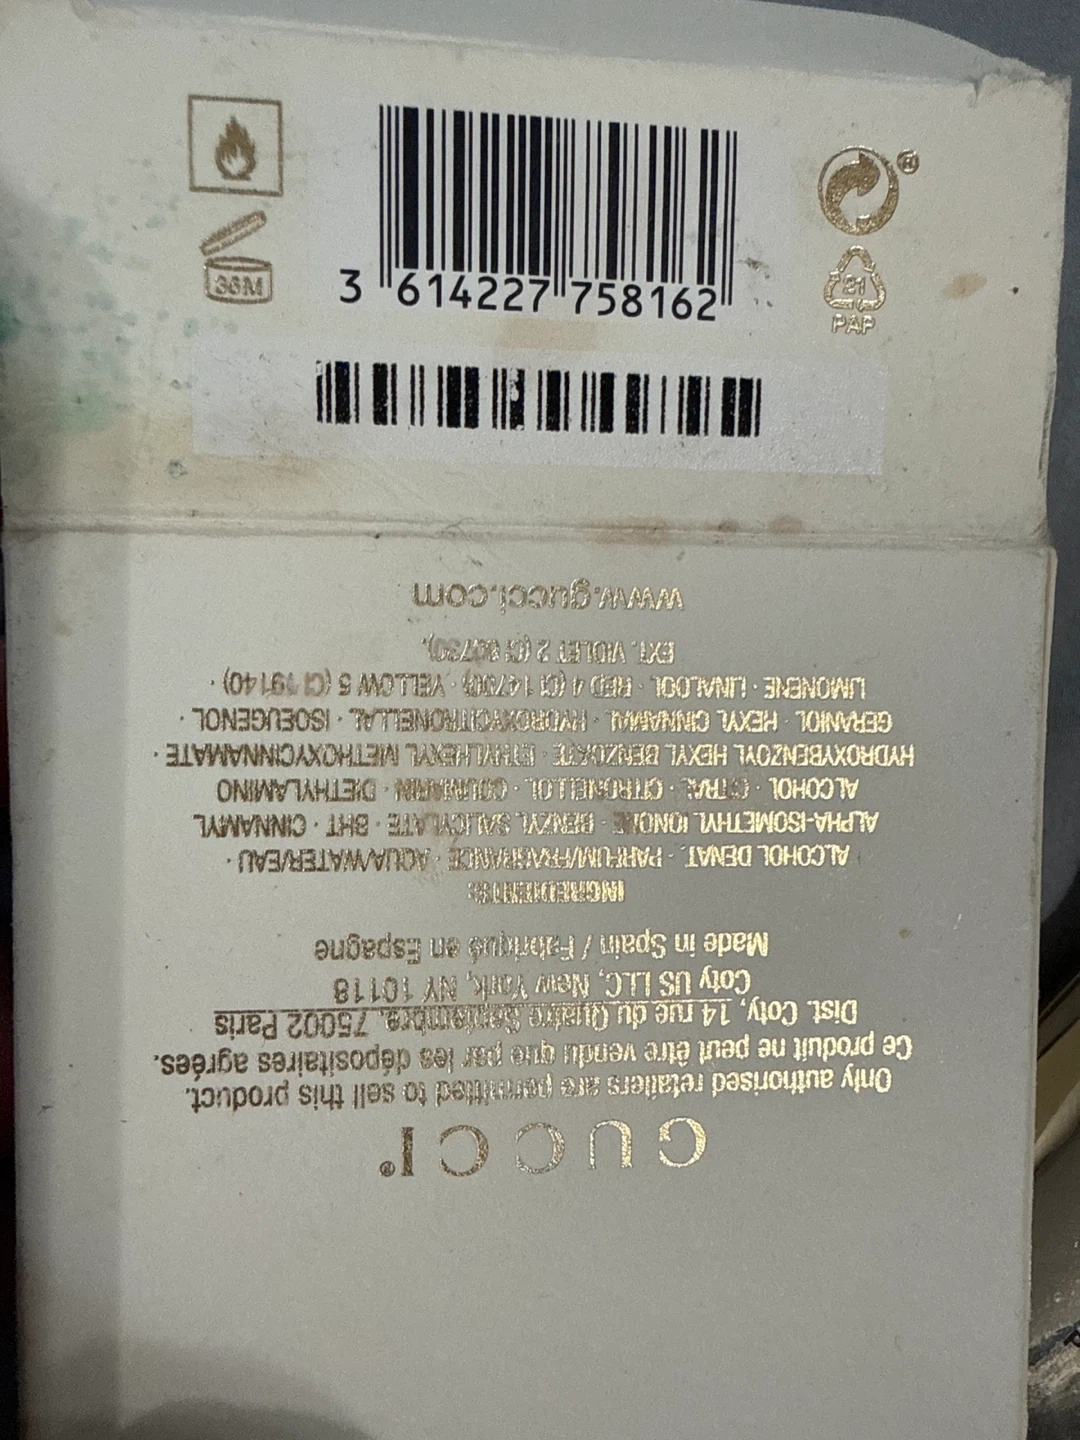 36M
3 614227 758162
®
21
PAP
GUCCI®
Only authorised retailers are permitted to sell this product.
Ce produit ne peut être vendu que par les dépositaires agréés.
Dist. Coty, 14 rue du Quatre Septembre, 75002 Paris
Coty US LLC, New York, NY 10118
Made in Spain / Fabriqué en Espagne
INGREDIENTS:
ALCOHOL DENAT. · PARFUM/FRAGRANCE · AQUA/WATER/EAU ·
ALPHA-ISOMETHYL IONONE · BENZYL SALICYLATE · BHT · CINNAMYL
ALCOHOL · CITRAL · CITRONELLOL · COUMARIN · DIETHYLAMINO
HYDROXYBENZOYL HEXYL BENZOATE · ETHYLHEXYL METHOXYCINNAMATE ·
GERANIOL · HEXYL CINNAMAL · HYDROXYCITRONELLAL · ISOEUGENOL ·
LIMONENE · LINALOOL · RED 4 (CI 14700) · YELLOW 5 (CI 19140) ·
EXT. VIOLET 2 (CI 60730).
www.gucci.com